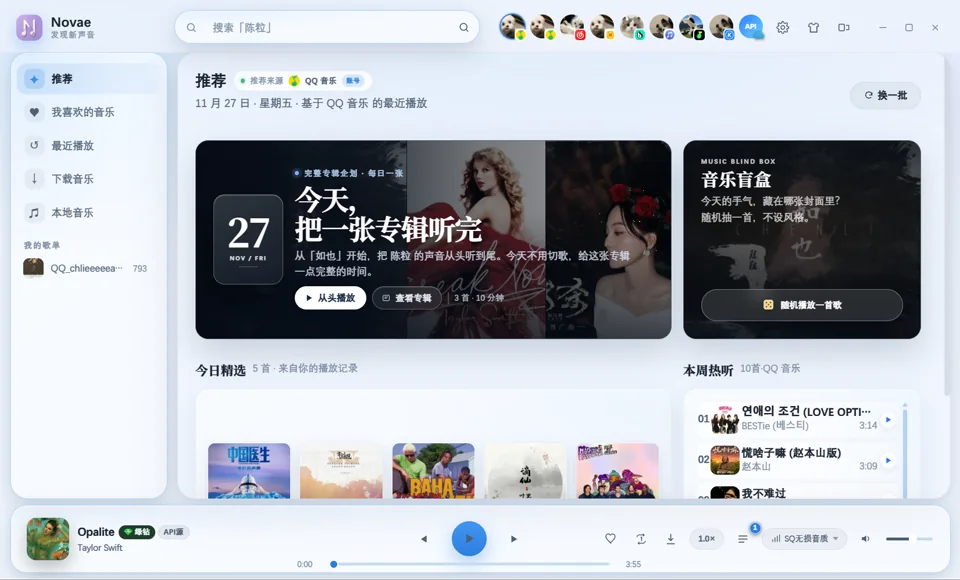 Novae
发现新声音
搜索「陈粒」
API
推荐
我喜欢的音乐
最近播放
下载音乐
本地音乐
我的歌单
QQ_chlieeeeea··· 793
推荐 推荐来源 QQ 音乐 账号
11 月 27 日 · 星期五 · 基于 QQ 音乐 的最近播放
换一批
完整专辑企划 · 每日一张
27
NOV / FRI
今天,
把一张专辑听完
从「如也」开始，把 陈粒 的声音从头听到尾。今天不用切歌，给这张专辑
一点完整的时间。
从头播放 查看专辑 3 首 · 10 分钟
MUSIC BLIND BOX
音乐盲盒
今天的手气，藏在哪张封面里？
随机抽一首，不设风格。
如也
CHEN LI
随机播放一首歌
今日精选 5 首 · 来自你的播放记录
中国医生
BAHA
本周热听 10首·QQ 音乐
01 连애의 조건 (LOVE OPTI···
BESTie (베스티) 3:14
02 慌啥子嘛 (赵本山版)
赵本山 3:09
我不难过
Opalite 绿钻 API源
Taylor Swift
0:00 3:55
1.0×
1
SQ无损音质